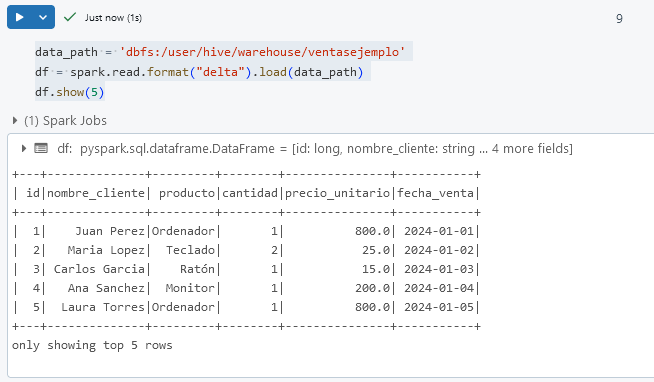 Just now (1s)
9
data_path = 'dbfs:/user/hive/warehouse/ventasejemplo'
df = spark.read.format("delta").load(data_path)
df.show(5)
(1) Spark Jobs
df: pyspark.sql.dataframe.DataFrame = [id: long, nombre_cliente: string ... 4 more fields]
+---+--------------+---------+--------+---------------+-----------+
| id|nombre_cliente| producto|cantidad|precio_unitario|fecha_venta|
+---+--------------+---------+--------+---------------+-----------+
|  1|    Juan Perez|Ordenador|       1|          800.0| 2024-01-01|
|  2|   Maria Lopez|  Teclado|       2|           25.0| 2024-01-02|
|  3| Carlos Garcia|    Ratón|       1|           15.0| 2024-01-03|
|  4|   Ana Sanchez|  Monitor|       1|          200.0| 2024-01-04|
|  5|  Laura Torres|Ordenador|       1|          800.0| 2024-01-05|
+---+--------------+---------+--------+---------------+-----------+
only showing top 5 rows